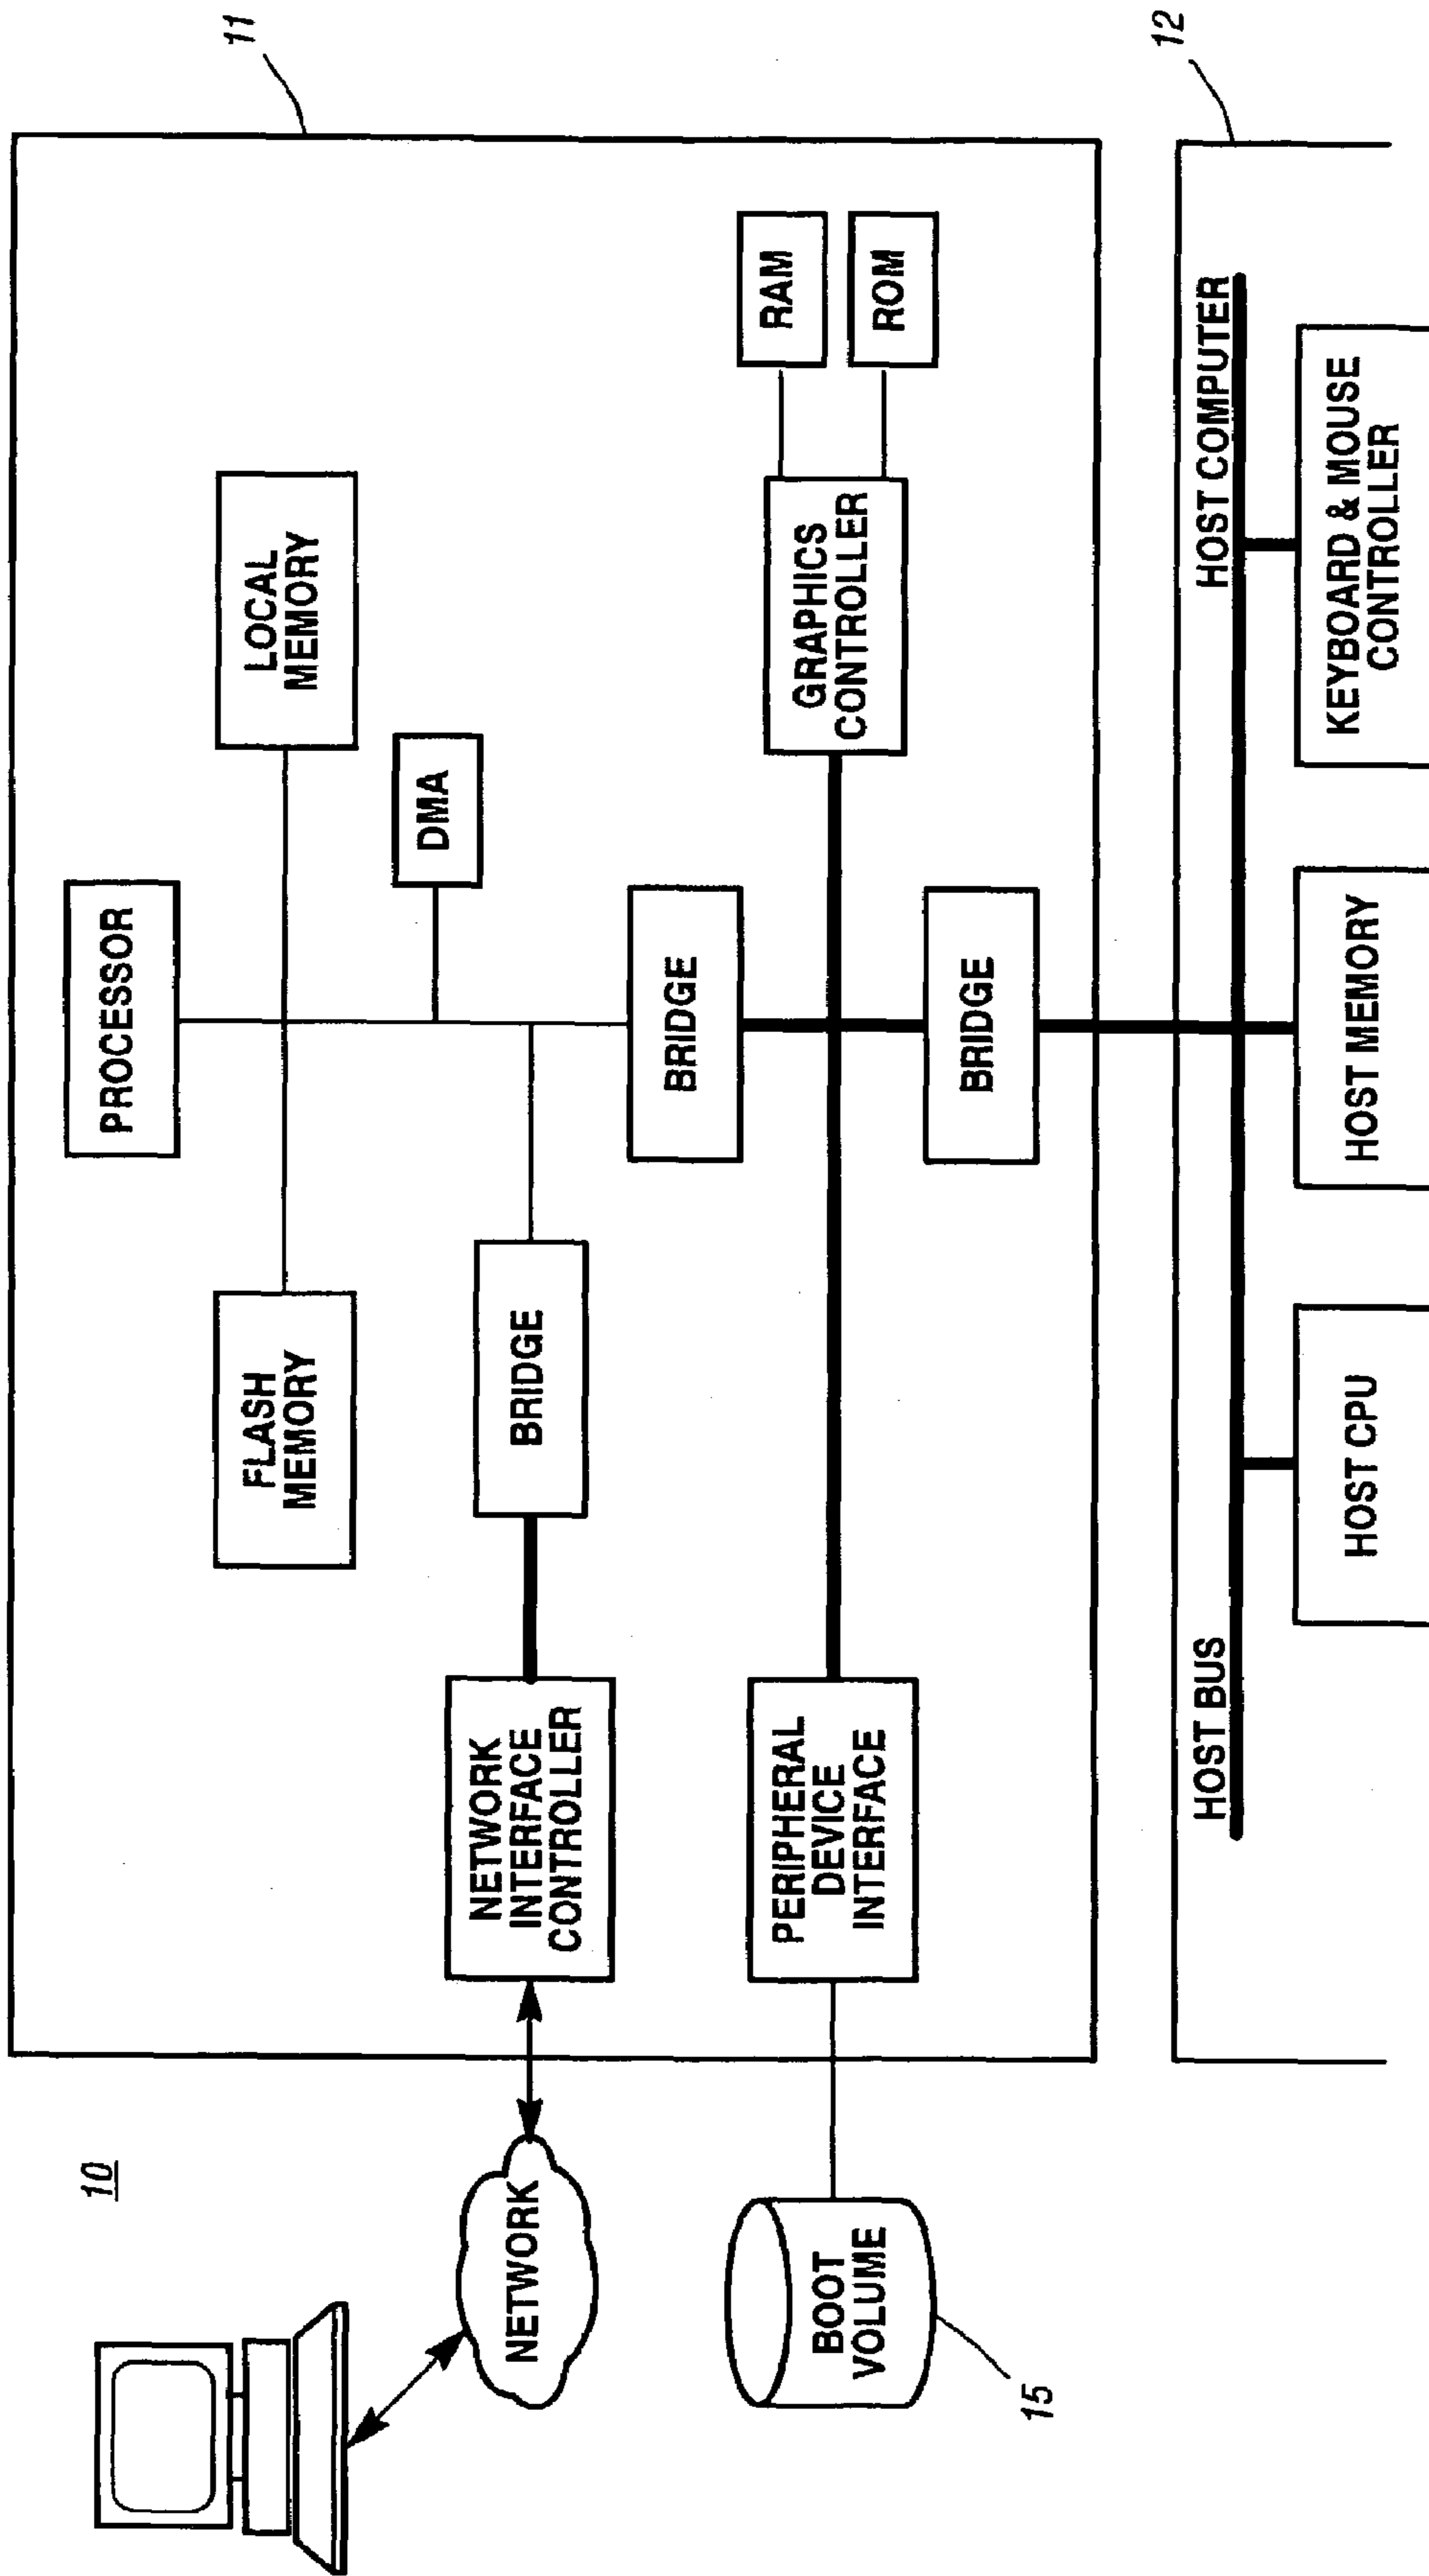 10
11
PROCESSOR
FLASH
MEMORY
LOCAL
MEMORY
DMA
NETWORK
NETWORK
INTERFACE
CONTROLLER
BRIDGE
BRIDGE
RAM
ROM
GRAPHICS
CONTROLLER
BOOT
VOLUME
15
PERIPHERAL
DEVICE
INTERFACE
BRIDGE
12
HOST BUS
HOST COMPUTER
HOST CPU
HOST MEMORY
KEYBOARD & MOUSE
CONTROLLER